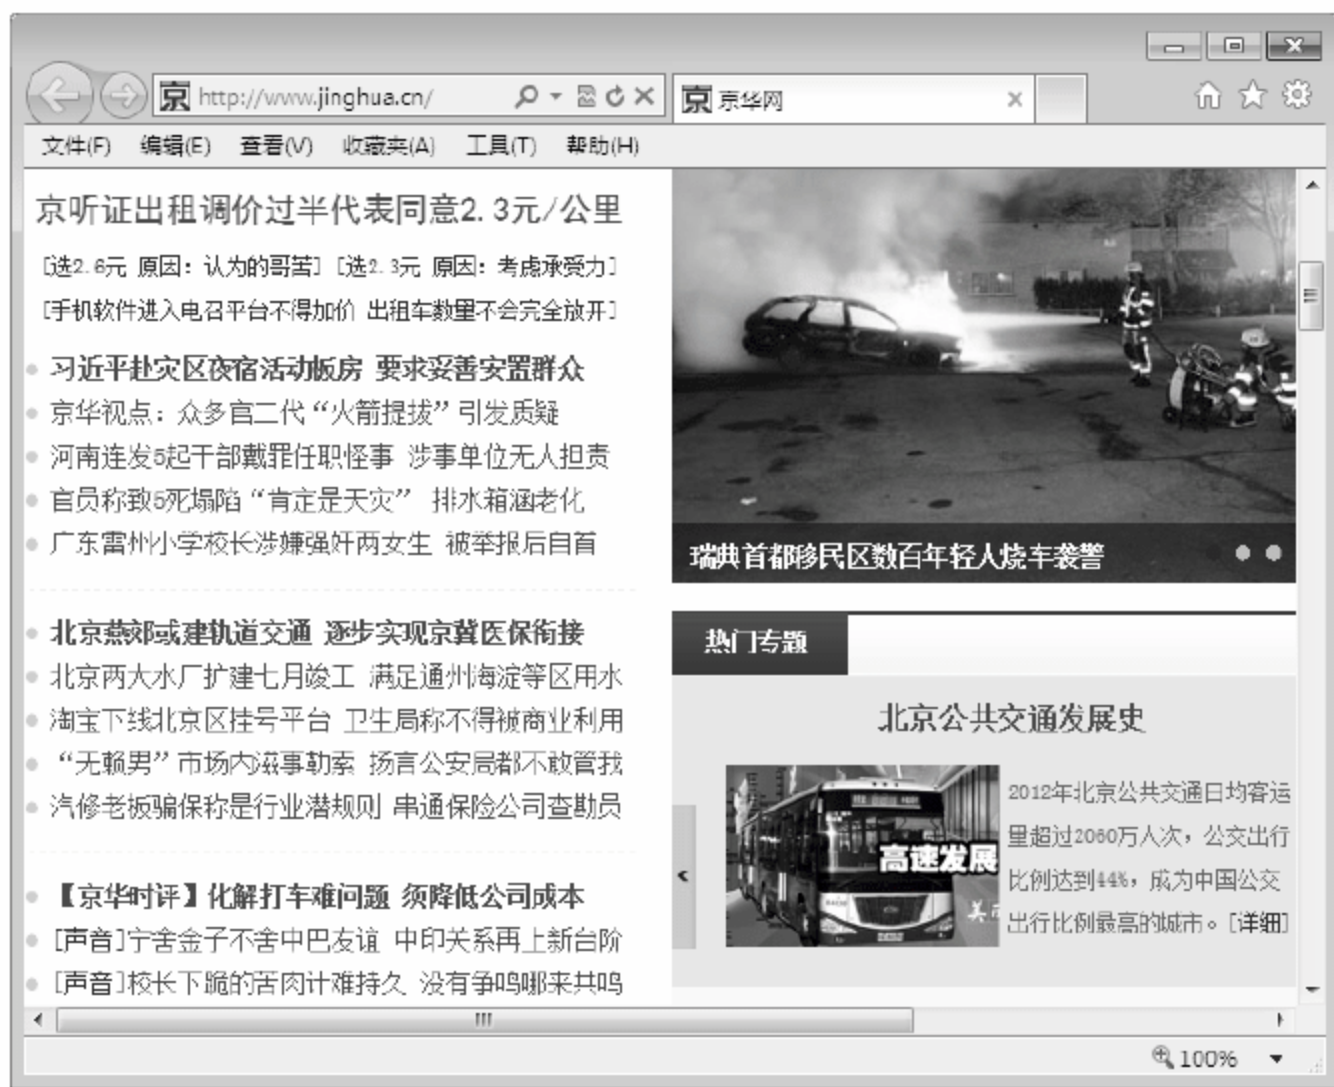 京 http://www.jinghua.cn/
京 京华网
文件(F) 编辑(E) 查看(V) 收藏夹(A) 工具(T) 帮助(H)
京听证出租调价过半代表同意2.3元/公里
[选2.6元 原因：认为的哥苦] [选2.3元 原因：考虑承受力]
[手机软件进入电召平台不得加价 出租车数量不会完全放开]
习近平赴灾区夜宿活动板房 要求妥善安置群众
京华视点：众多官二代“火箭提拔”引发质疑
河南连发5起干部戴罪任职怪事 涉事单位无人担责
官员称致5死塌陷“肯定是天灾” 排水箱涵老化
广东雷州小学校长涉嫌强奸两女生 被举报后自首
北京燕郊或建轨道交通 逐步实现京冀医保衔接
北京两大水厂扩建七月竣工 满足通州海淀等区用水
淘宝下线北京区挂号平台 卫生局称不得被商业利用
“无赖男”市场内滋事勒索 扬言公安局都不敢管我
汽修老板骗保称是行业潜规则 串通保险公司查勘员
【京华时评】化解打车难问题 须降低公司成本
[声音]宁舍金子不舍中巴友谊 中印关系再上新台阶
[声音]校长下跪的苦肉计难持久 没有争鸣哪来共鸣
瑞典首都移民区数百年轻人烧车袭警
热门专题
北京公共交通发展史
高速发展
2012年北京公共交通日均客运
里超过2060万人次，公交出行
比例达到44%，成为中国公交
出行比例最高的城市。[详细]
100%